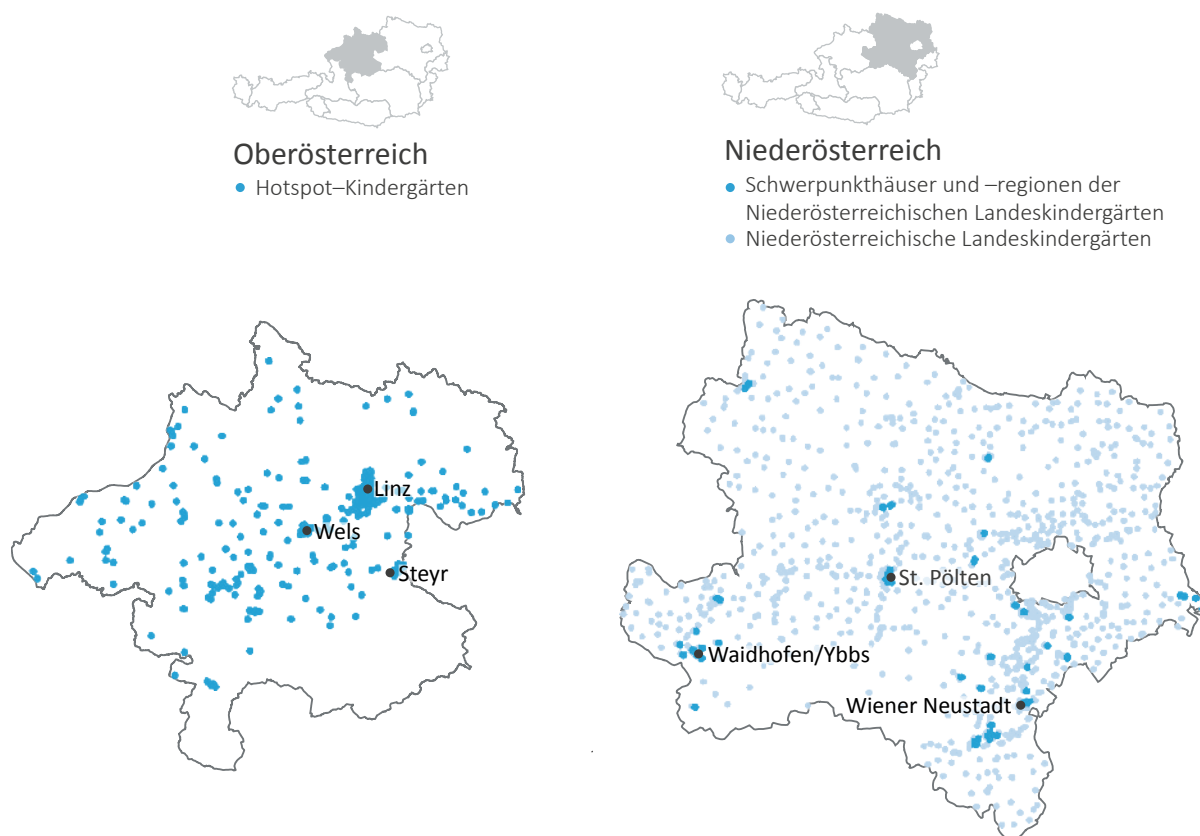 Oberösterreich
Hotspot–Kindergärten
Niederösterreich
Schwerpunkthäuser und –regionen der
Niederösterreichischen Landeskindergärten
Niederösterreichische Landeskindergärten
Linz
Wels
Steyr
St. Pölten
Waidhofen/Ybbs
Wiener Neustadt